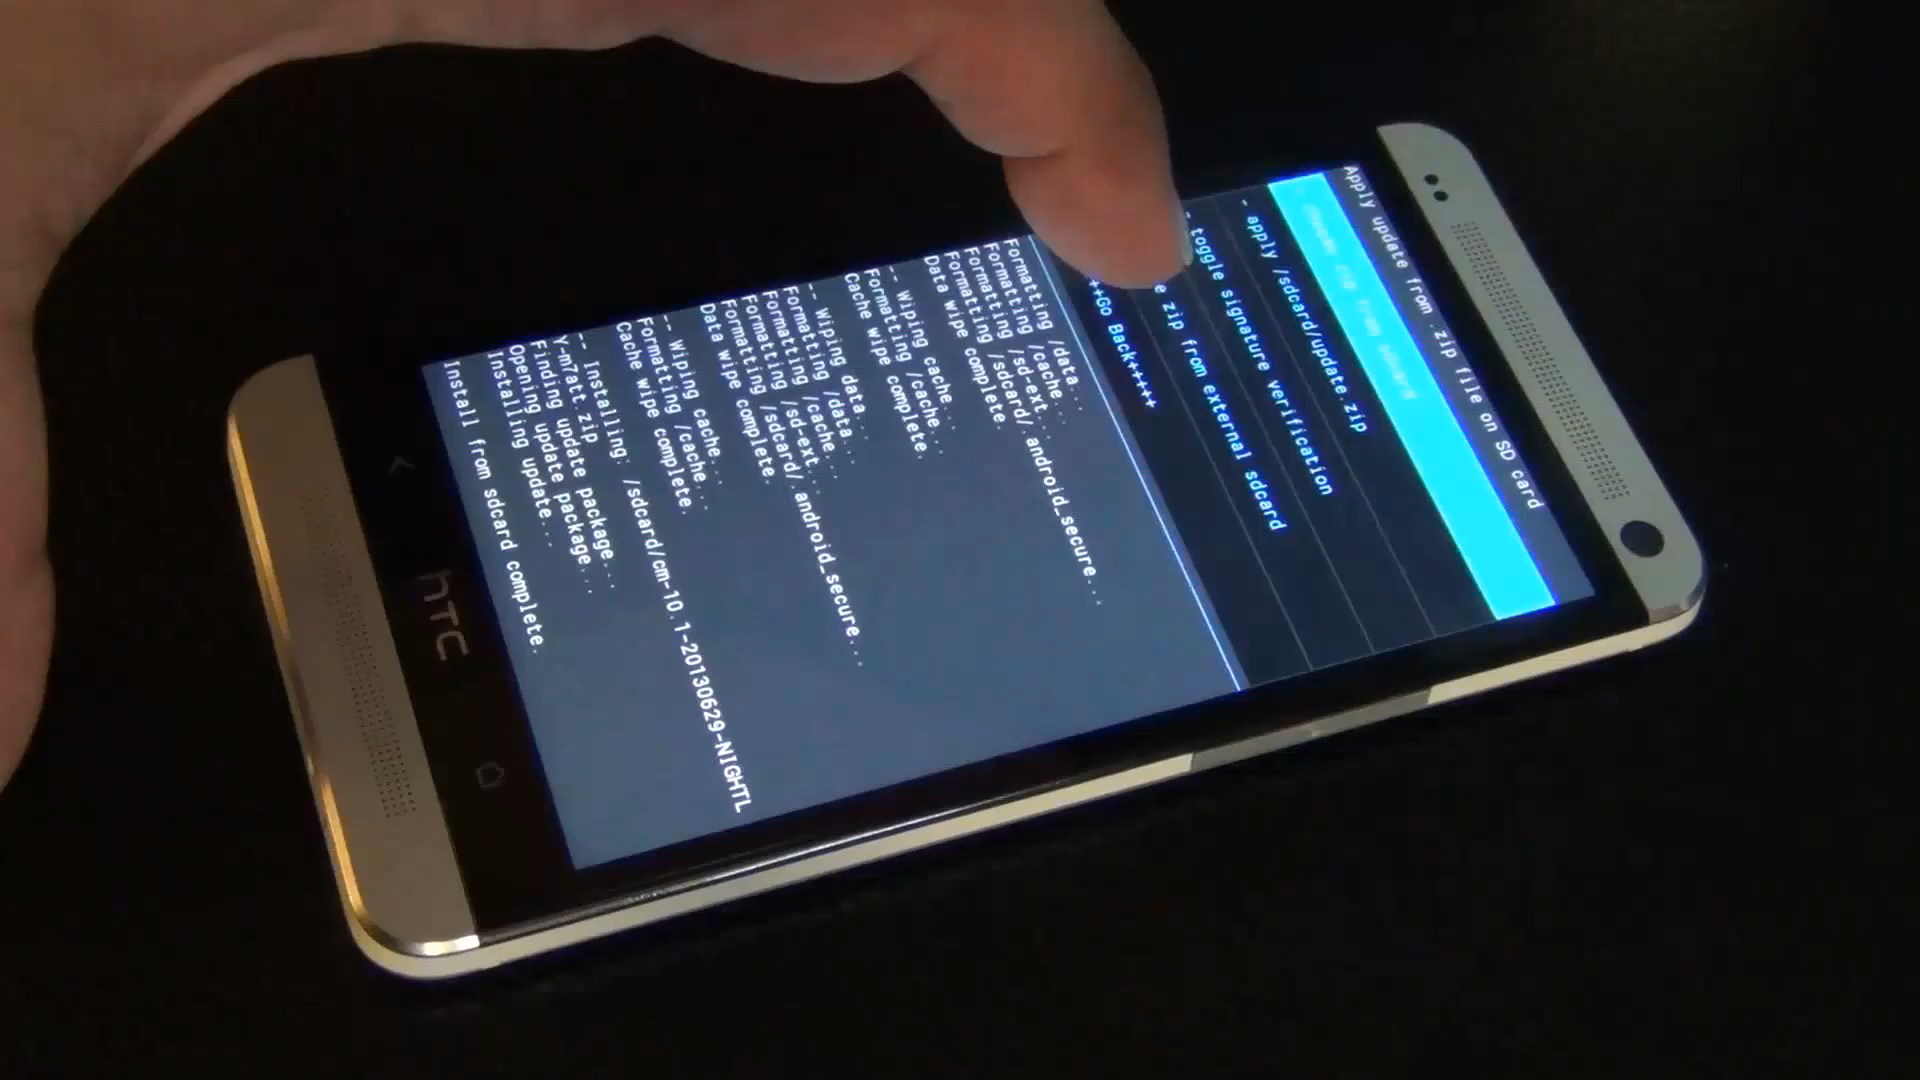 Apply update from .zip file on SD card
- choose zip from sdcard
- apply /sdcard/update.zip
- toggle signature verification
e zip from external sdcard
++Go Back+++++
Formatting /data...
Formatting /cache...
Formatting /sd-ext...
Formatting /sdcard/.android_secure...
Data wipe complete.
-- Wiping cache...
Formatting /cache...
Cache wipe complete.
-- Wiping data...
Formatting /data...
Formatting /cache...
Formatting /sd-ext...
Formatting /sdcard/.android_secure...
Data wipe complete.
-- Wiping cache...
Formatting /cache...
Cache wipe complete.
-- Installing: /sdcard/cm-10.1-20130629-NIGHTL
Y-m7att.zip
Finding update package...
Opening update package...
Installing update...
Install from sdcard complete.
hTC